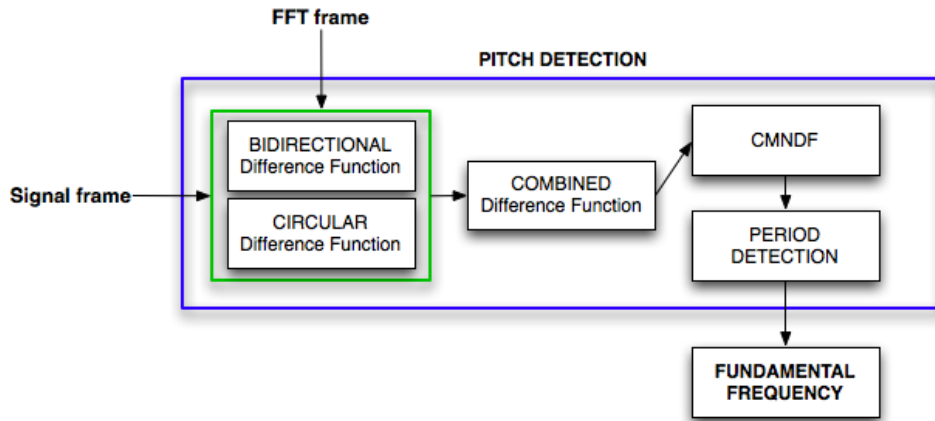 FFT frame
PITCH DETECTION
BIDIRECTIONAL
Difference Function
CMNDF
Signal frame
COMBINED
Difference Function
CIRCULAR
Difference Function
PERIOD
DETECTION
FUNDAMENTAL
FREQUENCY